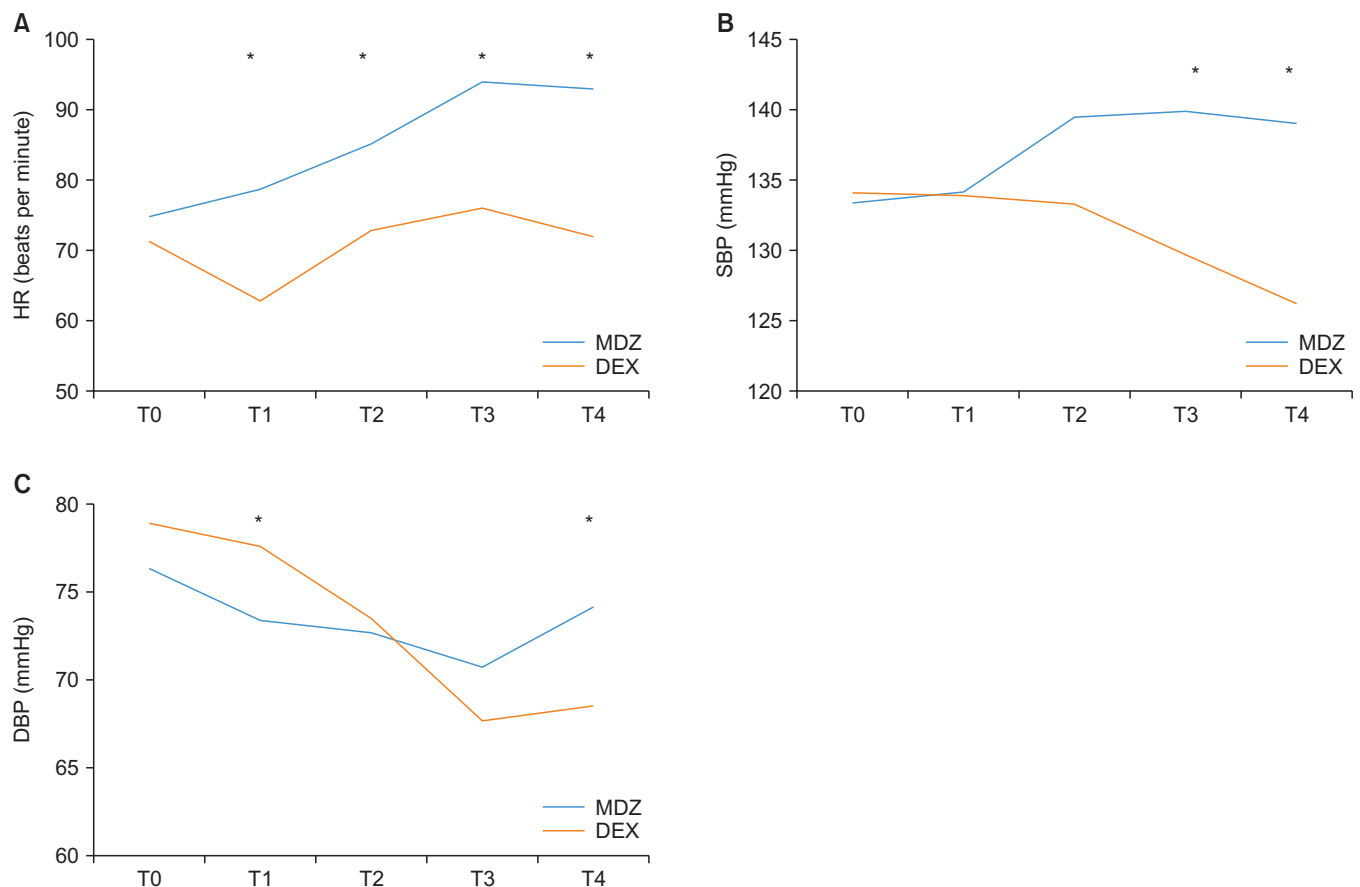 A
HR (beats per minute)
100
90
80
70
60
50
* * * *
MDZ
DEX
T0 T1 T2 T3 T4
B
SBP (mmHg)
145
140
135
130
125
120
* *
MDZ
DEX
T0 T1 T2 T3 T4
C
DBP (mmHg)
80
75
70
65
60
* *
MDZ
DEX
T0 T1 T2 T3 T4